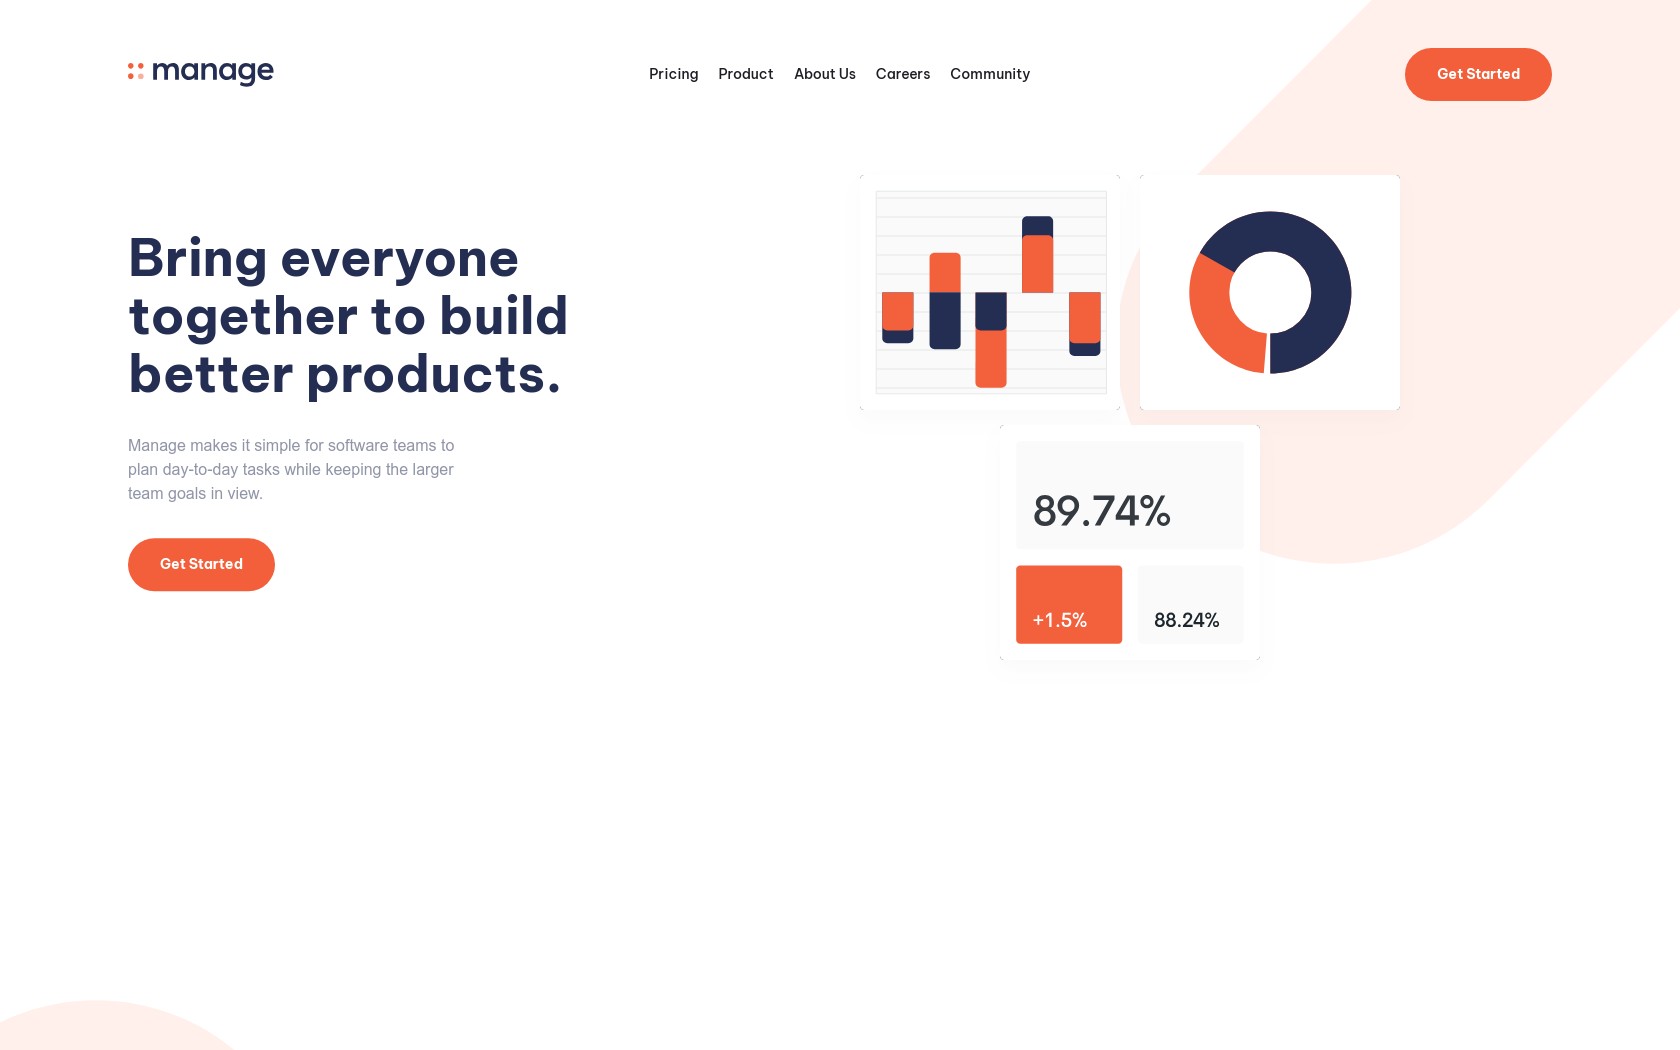 manage
Pricing
Product
About Us
Careers
Community
Get Started
Bring everyone
together to build
better products.
Manage makes it simple for software teams to
plan day-to-day tasks while keeping the larger
team goals in view.
Get Started
89.74%
+1.5%
88.24%